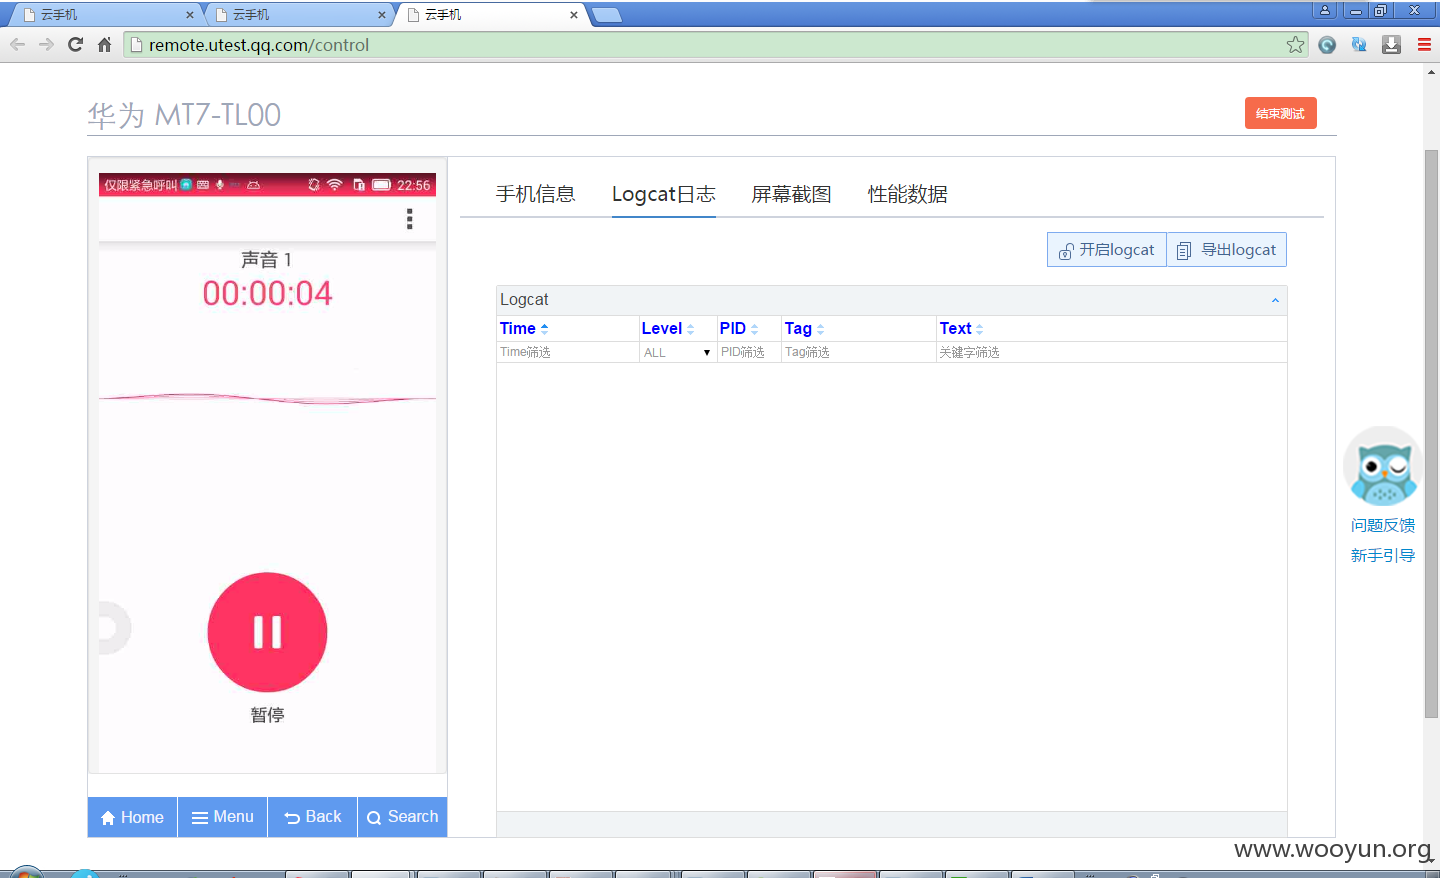 云手机
云手机
云手机
remote.utest.qq.com/control
华为 MT7-TL00
结束测试
仅限紧急呼叫
22:56
声音 1
00:00:04
暂停
Home
Menu
Back
Search
手机信息
Logcat日志
屏幕截图
性能数据
开启logcat
导出logcat
Logcat
Time
Level
PID
Tag
Text
Time筛选
ALL
PID筛选
Tag筛选
关键字筛选
问题反馈
新手引导
www.wooyun.org